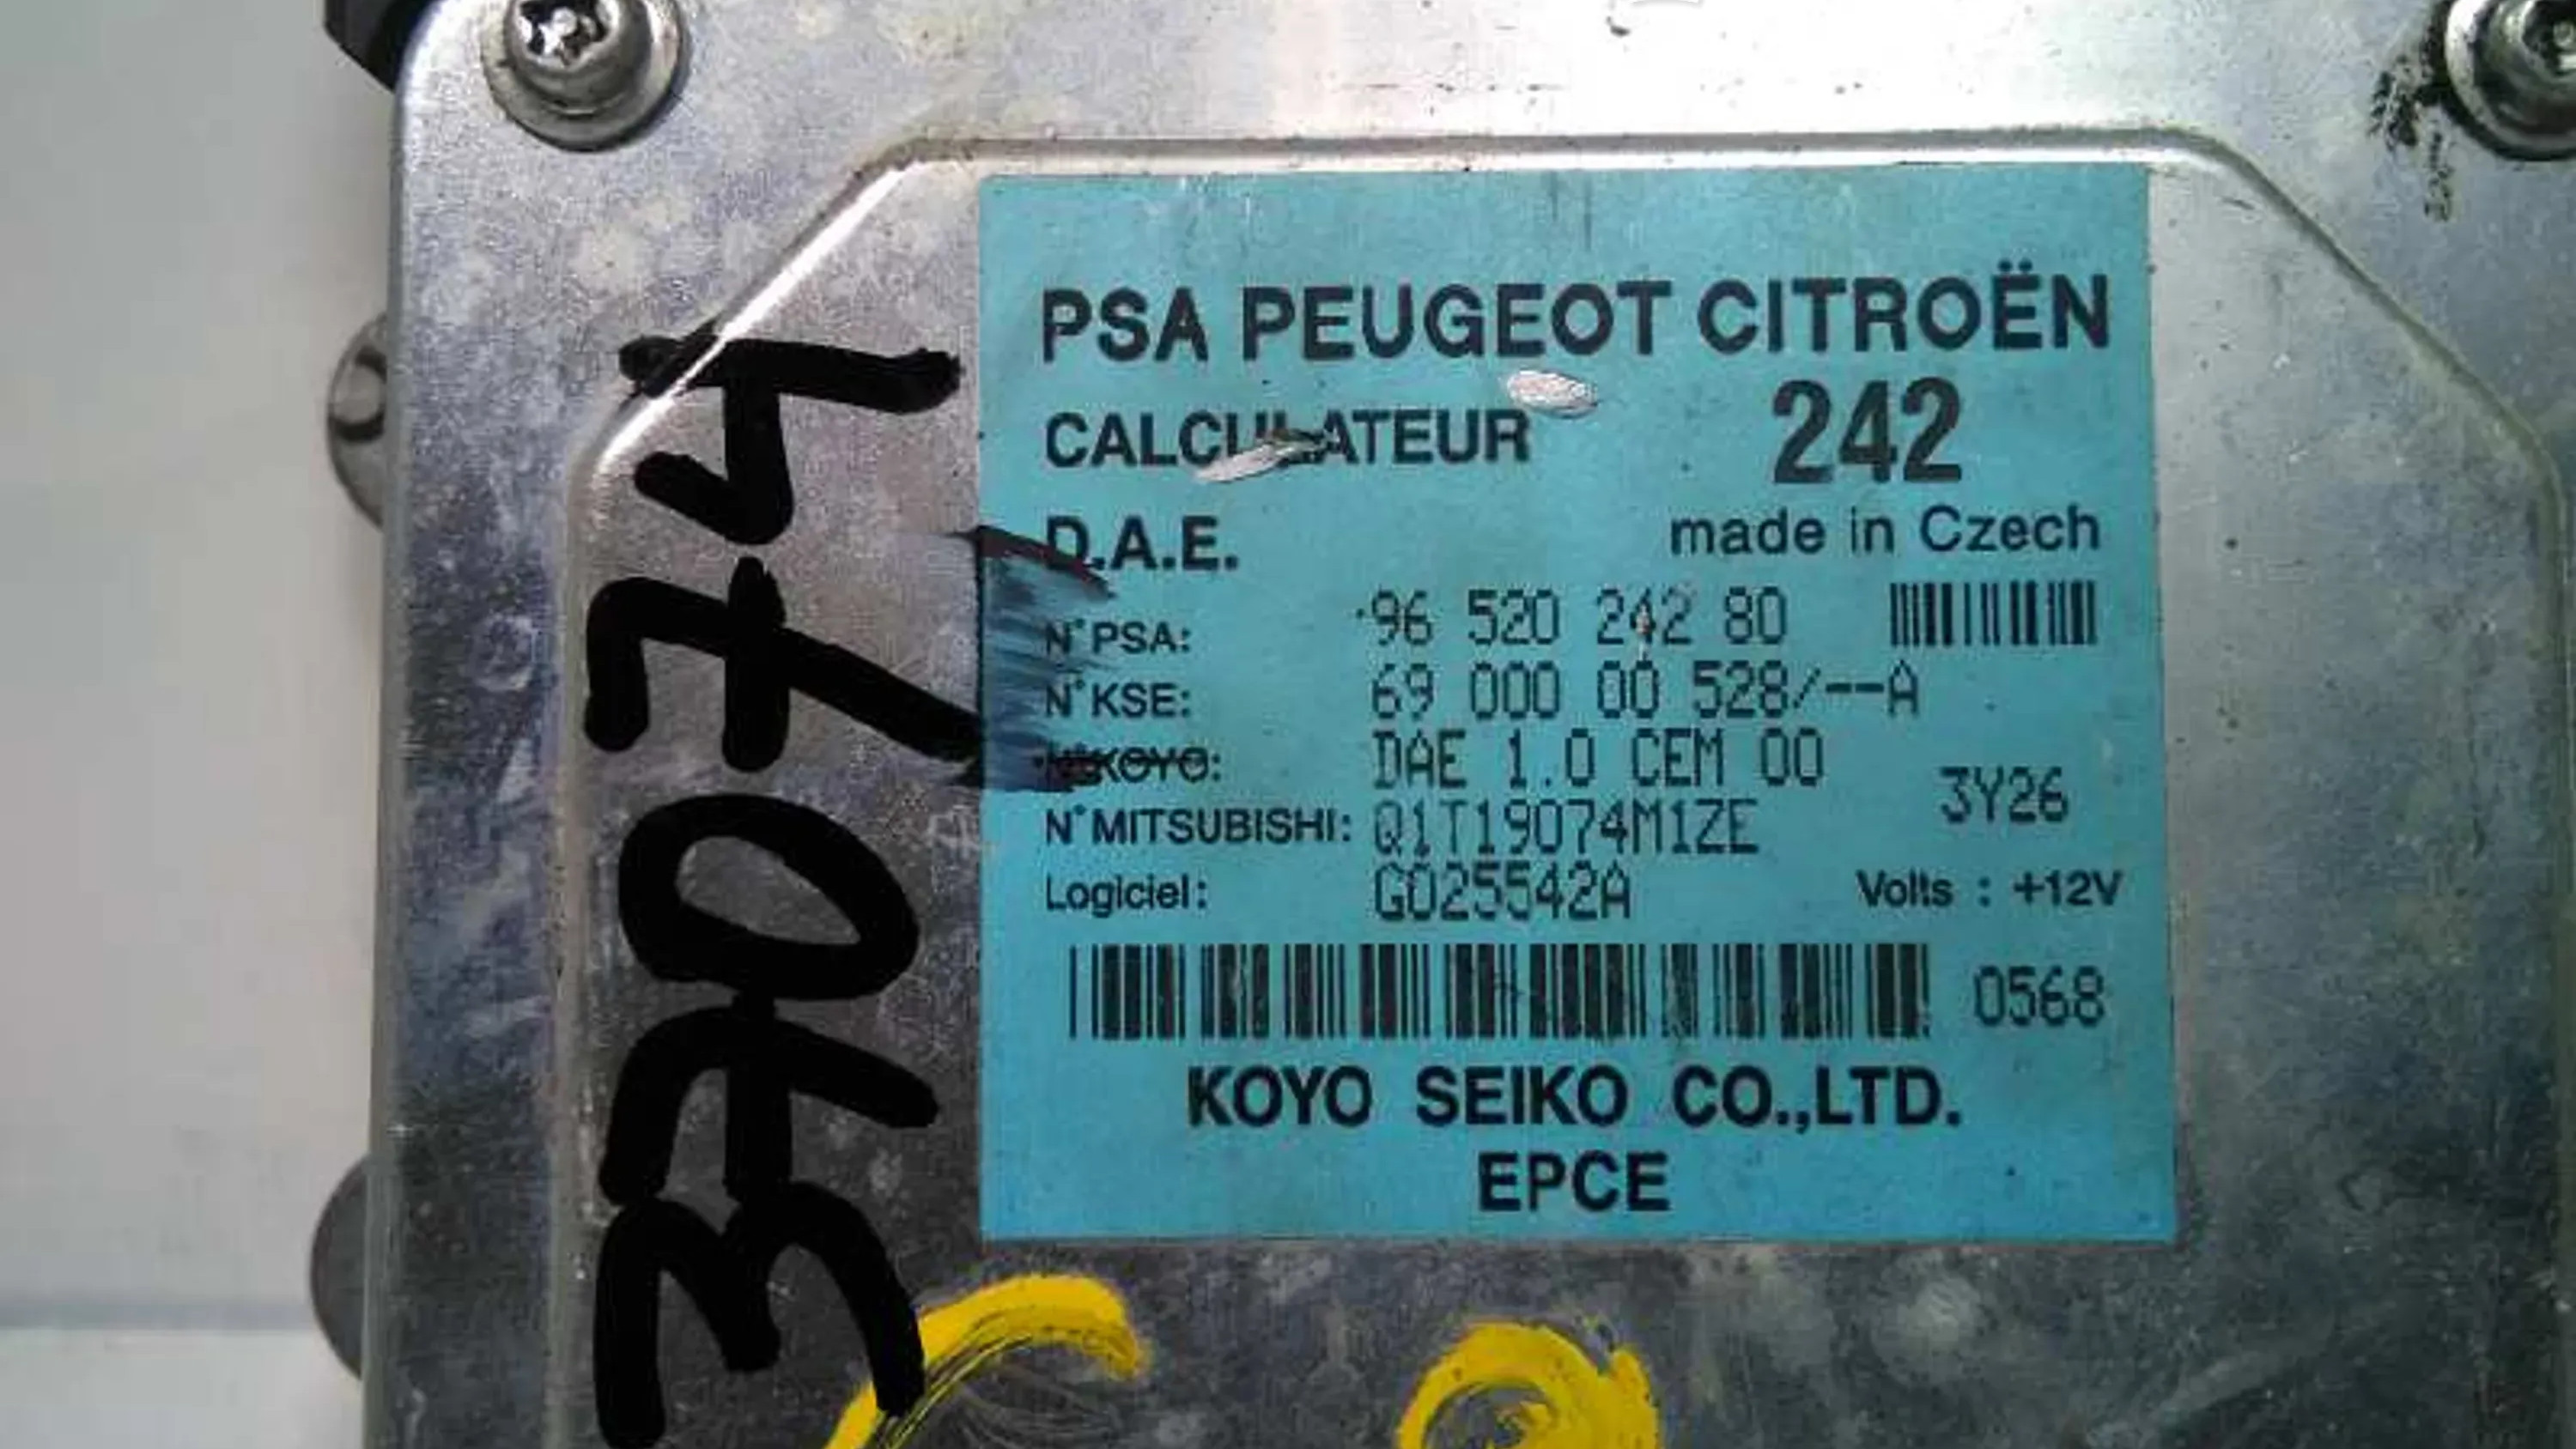 PSA PEUGEOT CITROËN
CALCULATEUR 242
D.A.E. made in Czech
N°PSA: 96 520 242 80
N°KSE: 69 000 00 528/--A
N°KOYO: DAE 1.0 CEM 00
3Y26
N°MITSUBISHI: Q1T19074M1ZE
Logiciel: G025542A Volts : +12V
0568
KOYO SEIKO CO.,LTD.
EPCE